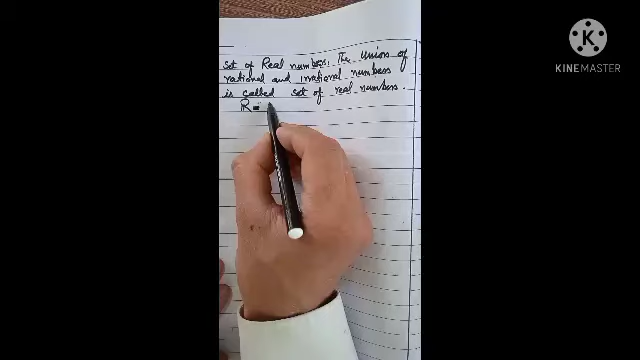 Set of Real numbers. The Union of
rational and irrational numbers
is called set of real numbers.
R =
KINEMASTER